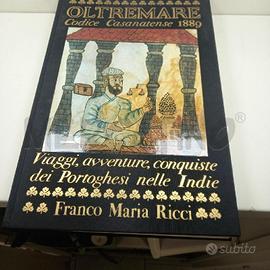 OLTREMARE
Codice Casanatense 1889
Viaggi, avventure, conquiste
dei Portoghesi nelle Indie
Franco Maria Ricci
subito